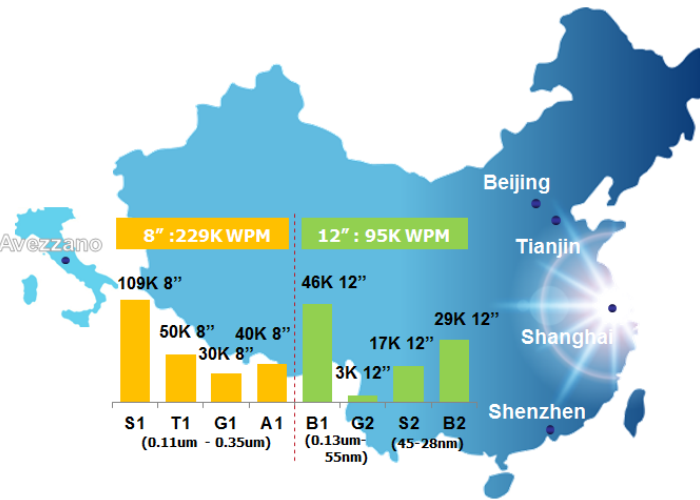 Beijing
Tianjin
Shanghai
Shenzhen
Avezzano
8” :229K WPM
12” : 95K WPM
109K 8”
50K 8”
30K 8”
40K 8”
46K 12”
3K 12”
17K 12”
29K 12”
S1 T1 G1 A1 B1 G2 S2 B2
(0.11um - 0.35um)
(0.13um-
55nm)
(45-28nm)